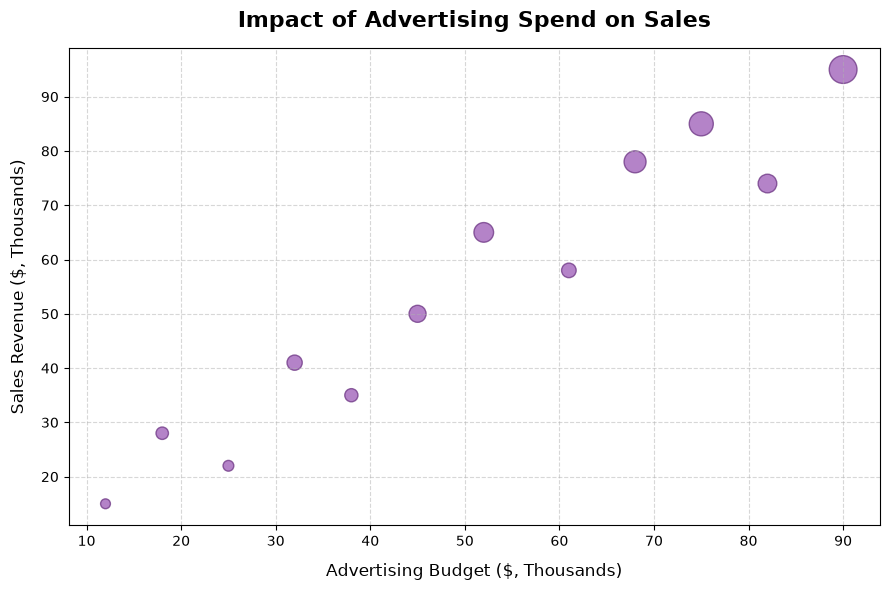 Impact of Advertising Spend on Sales
Sales Revenue ($, Thousands)
90
80
70
60
50
40
30
20
10 20 30 40 50 60 70 80 90
Advertising Budget ($, Thousands)